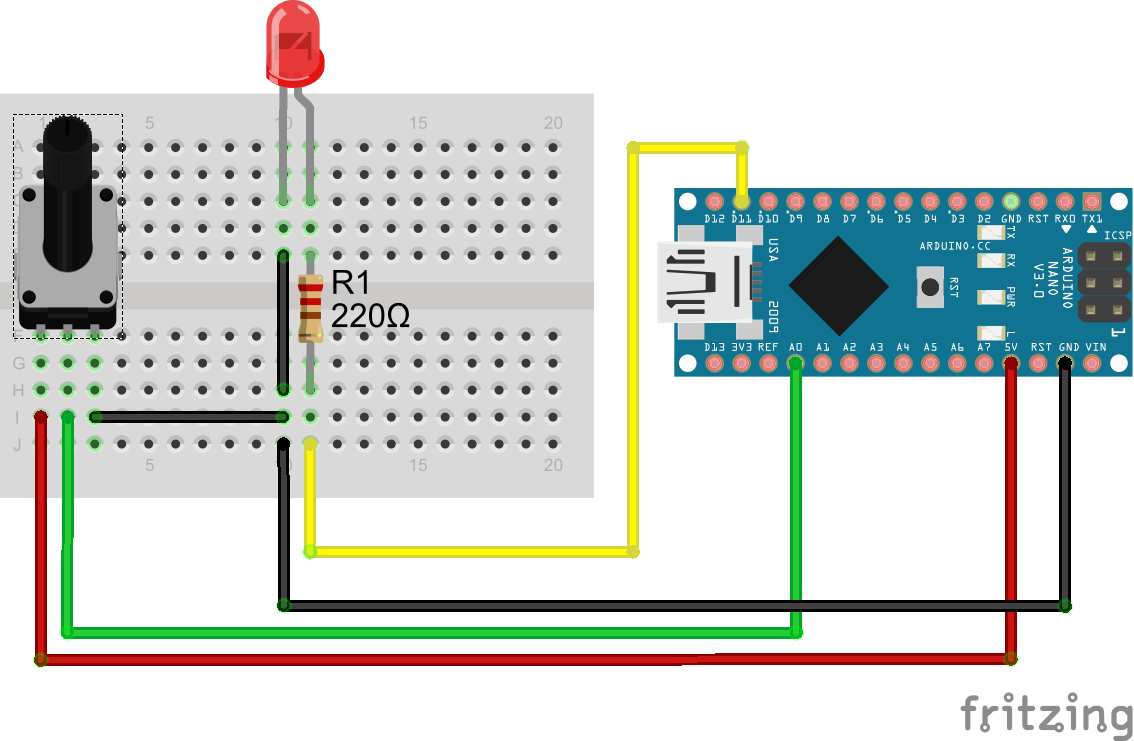 5 10 15 20
A
B
R1
220Ω
G
H
I
J
5 10 15 20
D12 D11 D10 D9 D8 D7 D6 D5 D4 D3 D2 GND RST RX0 TX1
ICSP
USA
2009
ARDUINO.CC
RST
TX
RX
PWR
L
ARDUINO
NANO
V3.0
1
D13 3V3 REF A0 A1 A2 A3 A4 A5 A6 A7 5V RST GND VIN
fritzing